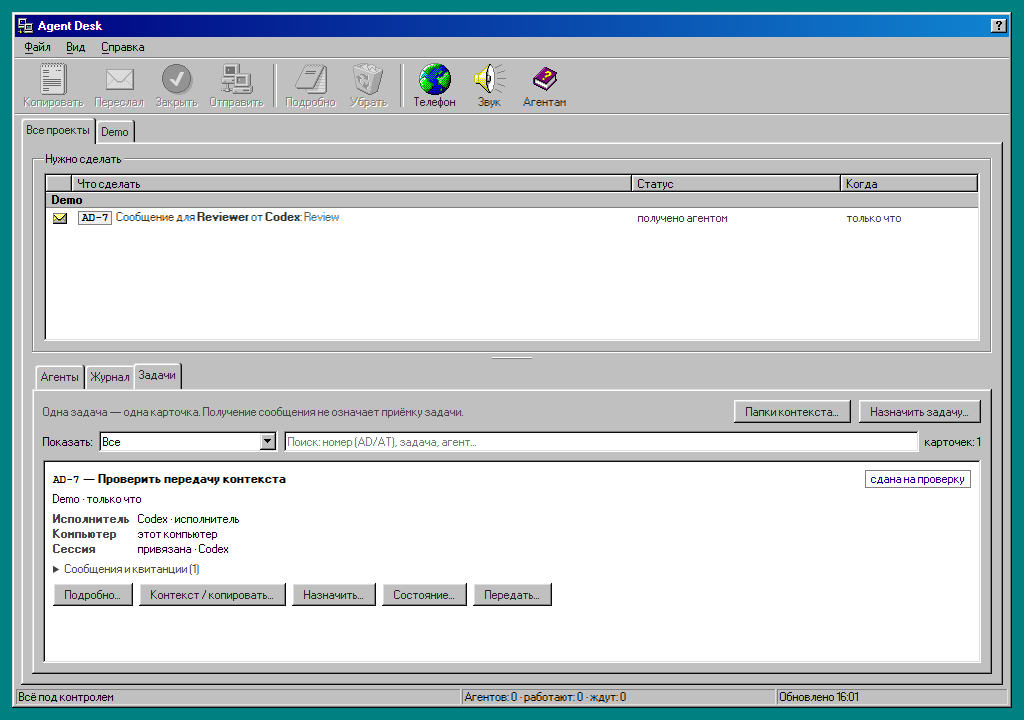 Agent Desk
?
Файл Вид Справка
Копировать Переслал Закрыть Отправить Подробно Убрать Телефон Звук Агентам
Все проекты Demo
Нужно сделать
Что сделать Статус Когда
Demo
AD-7 Сообщение для Reviewer от Codex: Review получено агентом только что
Агенты Журнал Задачи
Одна задача — одна карточка. Получение сообщения не означает приёмку задачи. Папки контекста... Назначить задачу...
Показать: Все Поиск: номер (AD/AT), задача, агент... карточек: 1
AD-7 — Проверить передачу контекста сдана на проверку
Demo · только что
Исполнитель Codex · исполнитель
Компьютер этот компьютер
Сессия привязана · Codex
Сообщения и квитанции (1)
Подробно... Контекст / копировать... Назначить... Состояние... Передать...
Всё под контролем Агентов: 0 · работают: 0 · ждут: 0 Обновлено 16:01